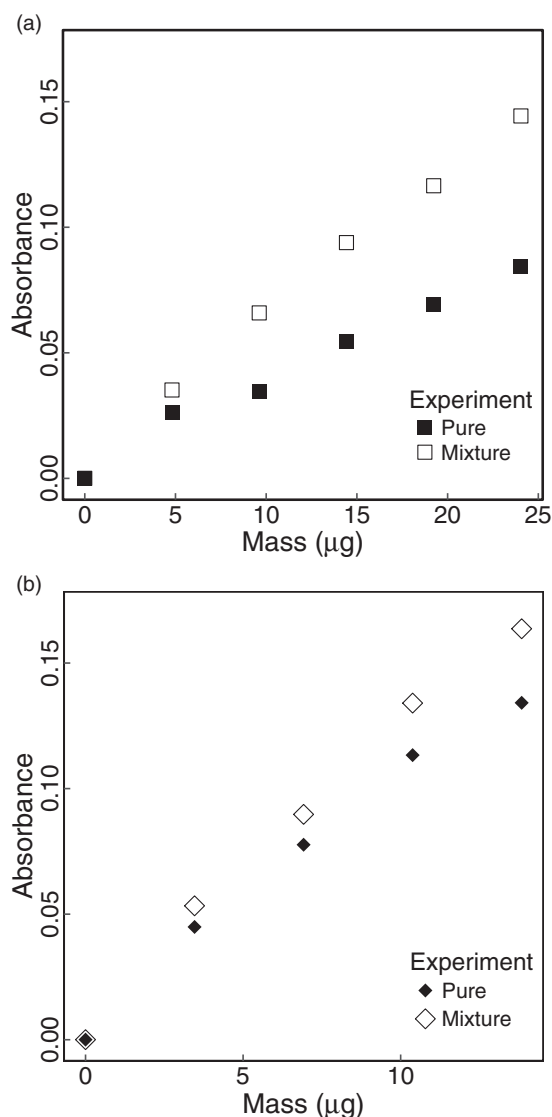 (a)
0.15
0.10
0.05
0.00
Absorbance
Experiment
Pure
Mixture
0 5 10 15 20 25
Mass (μg)
(b)
0.15
0.10
0.05
0.00
Absorbance
Experiment
Pure
Mixture
0 5 10
Mass (μg)